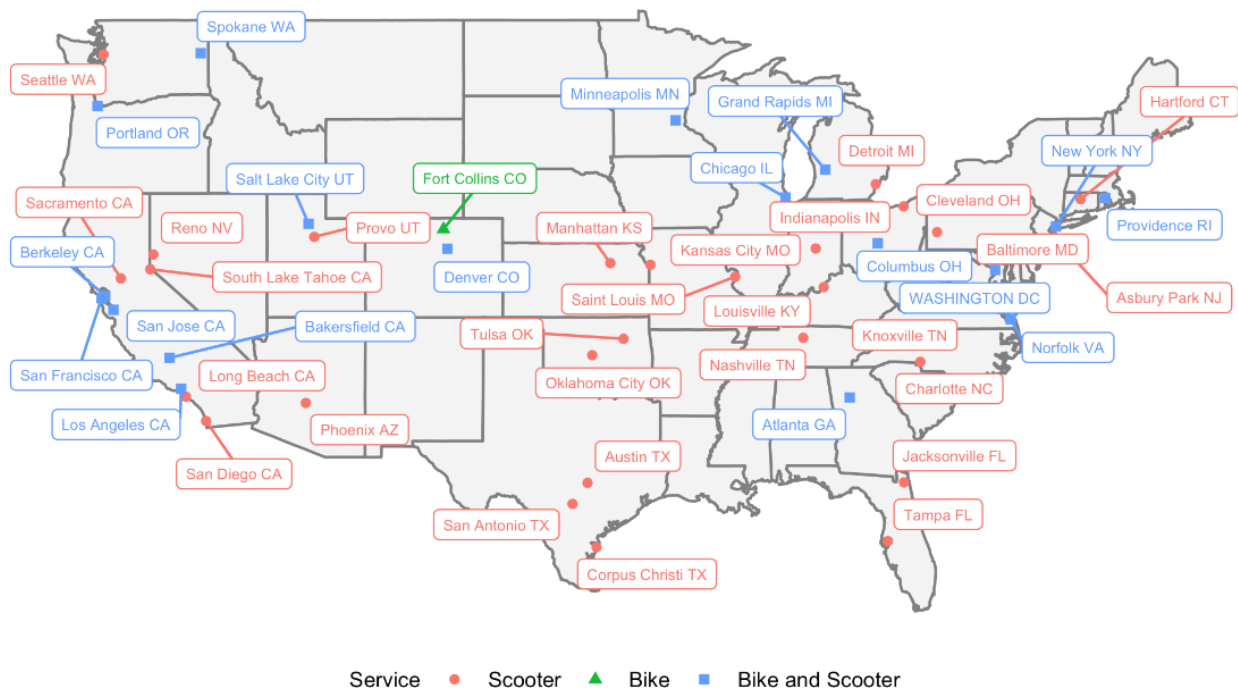 Spokane WA
Seattle WA
Minneapolis MN
Grand Rapids MI
Hartford CT
Portland OR
Detroit MI
New York NY
Chicago IL
Salt Lake City UT
Fort Collins CO
Sacramento CA
Reno NV
Provo UT
Manhattan KS
Indianapolis IN
Cleveland OH
Providence RI
Berkeley CA
Kansas City MO
Baltimore MD
South Lake Tahoe CA
Denver CO
Columbus OH
Saint Louis MO
WASHINGTON DC
Asbury Park NJ
Louisville KY
San Jose CA
Bakersfield CA
Tulsa OK
Knoxville TN
Norfolk VA
Nashville TN
San Francisco CA
Long Beach CA
Oklahoma City OK
Charlotte NC
Los Angeles CA
Phoenix AZ
Atlanta GA
San Diego CA
Austin TX
Jacksonville FL
San Antonio TX
Tampa FL
Corpus Christi TX
Service Scooter Bike Bike and Scooter